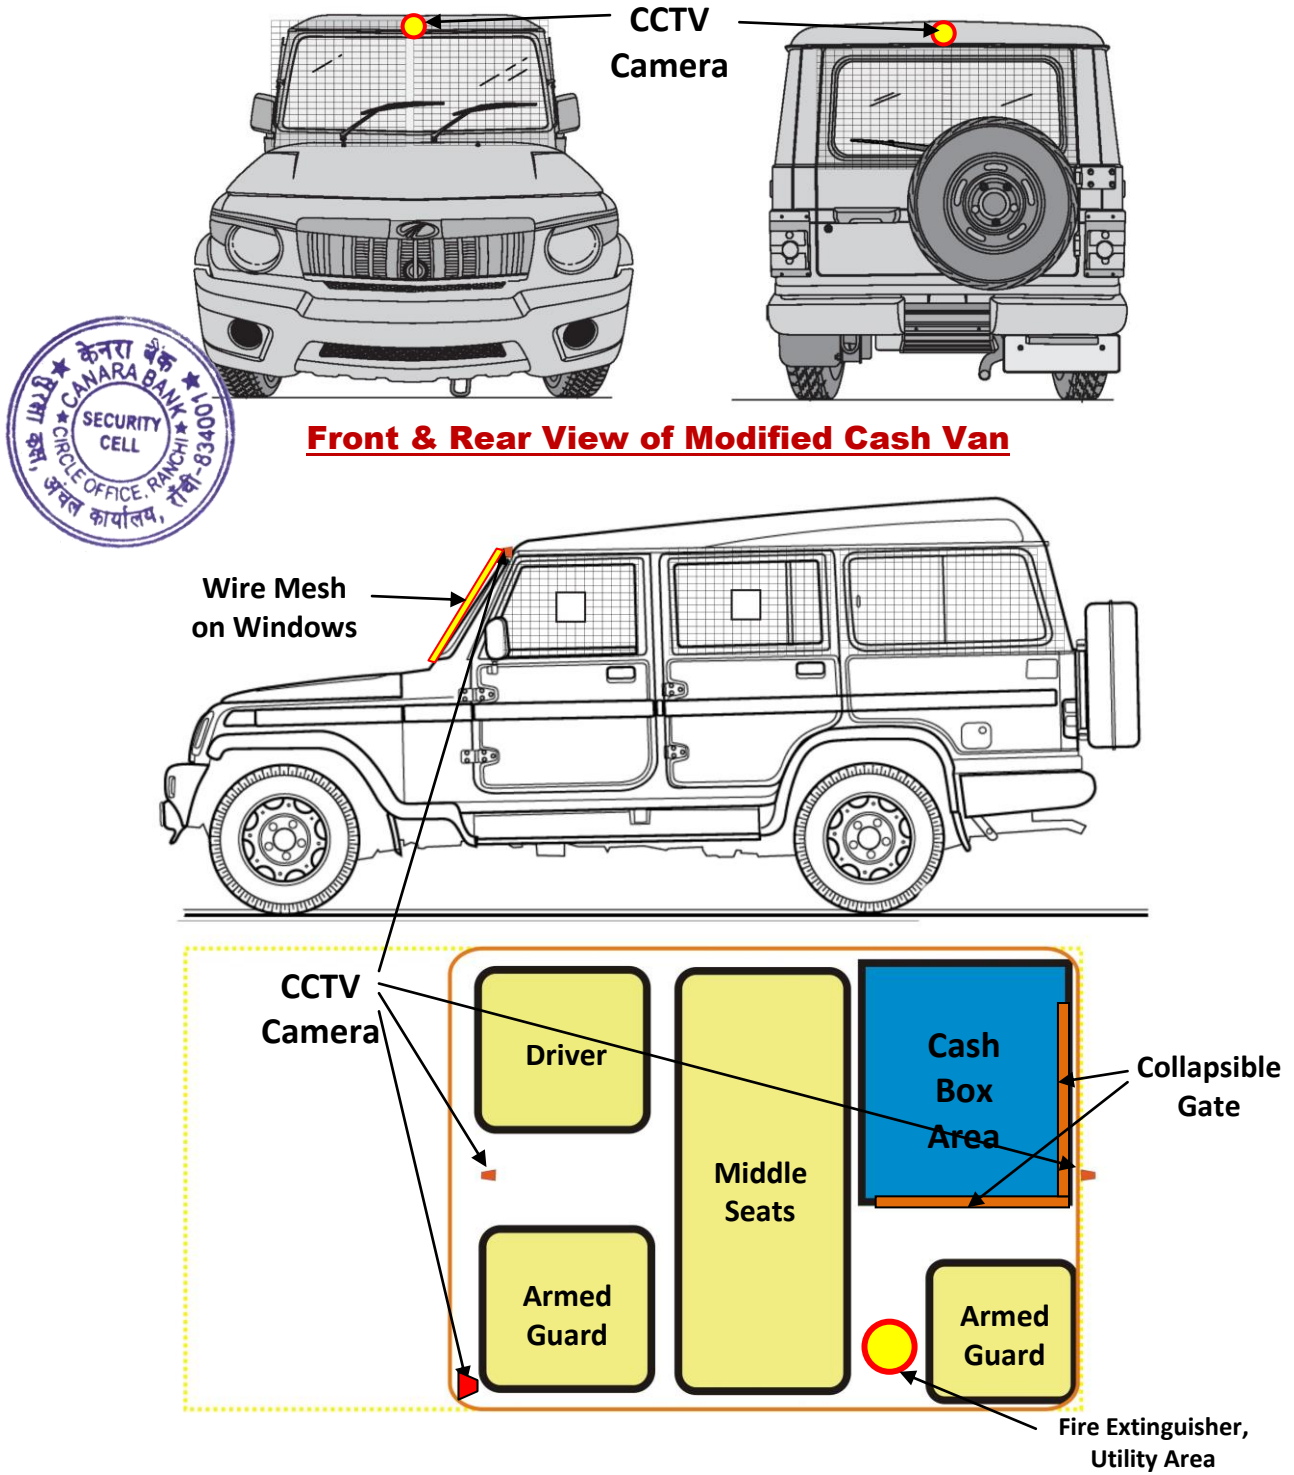 CCTV
Camera
केनरा बैंक
CANARA BANK
SECURITY
CELL
CIRCLE OFFICE, RANCHI
सुरक्षा कक्ष, अंचल कार्यालय, राँची-834001
Front & Rear View of Modified Cash Van
Wire Mesh
on Windows
CCTV
Camera
Driver
Cash
Box
Area
Collapsible
Gate
Middle
Seats
Armed
Guard
Armed
Guard
Fire Extinguisher,
Utility Area